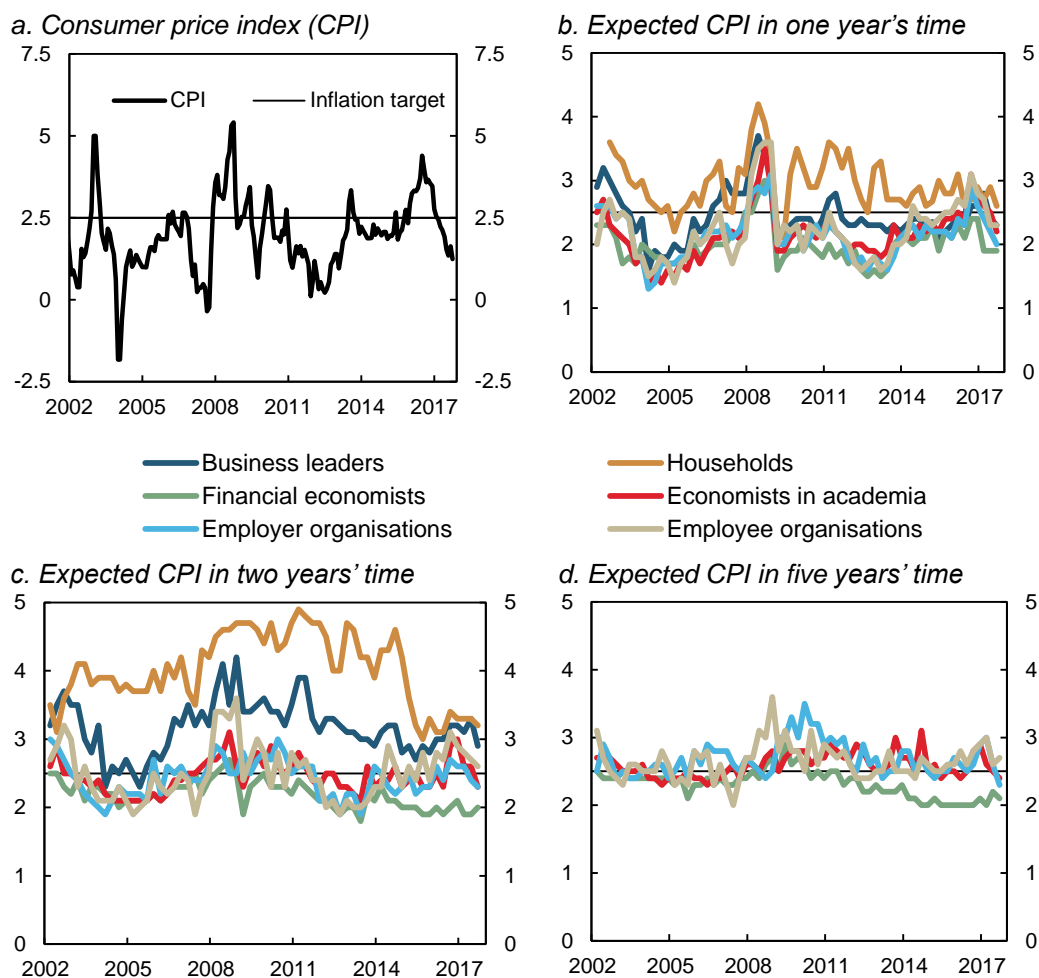 a. Consumer price index (CPI)
7.5 7.5
CPI Inflation target
5 5
2.5 2.5
0 0
-2.5 -2.5
2002 2005 2008 2011 2014 2017
b. Expected CPI in one year's time
5 5
4 4
3 3
2 2
1 1
0 0
2002 2005 2008 2011 2014 2017
Business leaders
Financial economists
Employer organisations
Households
Economists in academia
Employee organisations
c. Expected CPI in two years' time
5 5
4 4
3 3
2 2
1 1
0 0
2002 2005 2008 2011 2014 2017
d. Expected CPI in five years' time
5 5
4 4
3 3
2 2
1 1
0 0
2002 2005 2008 2011 2014 2017